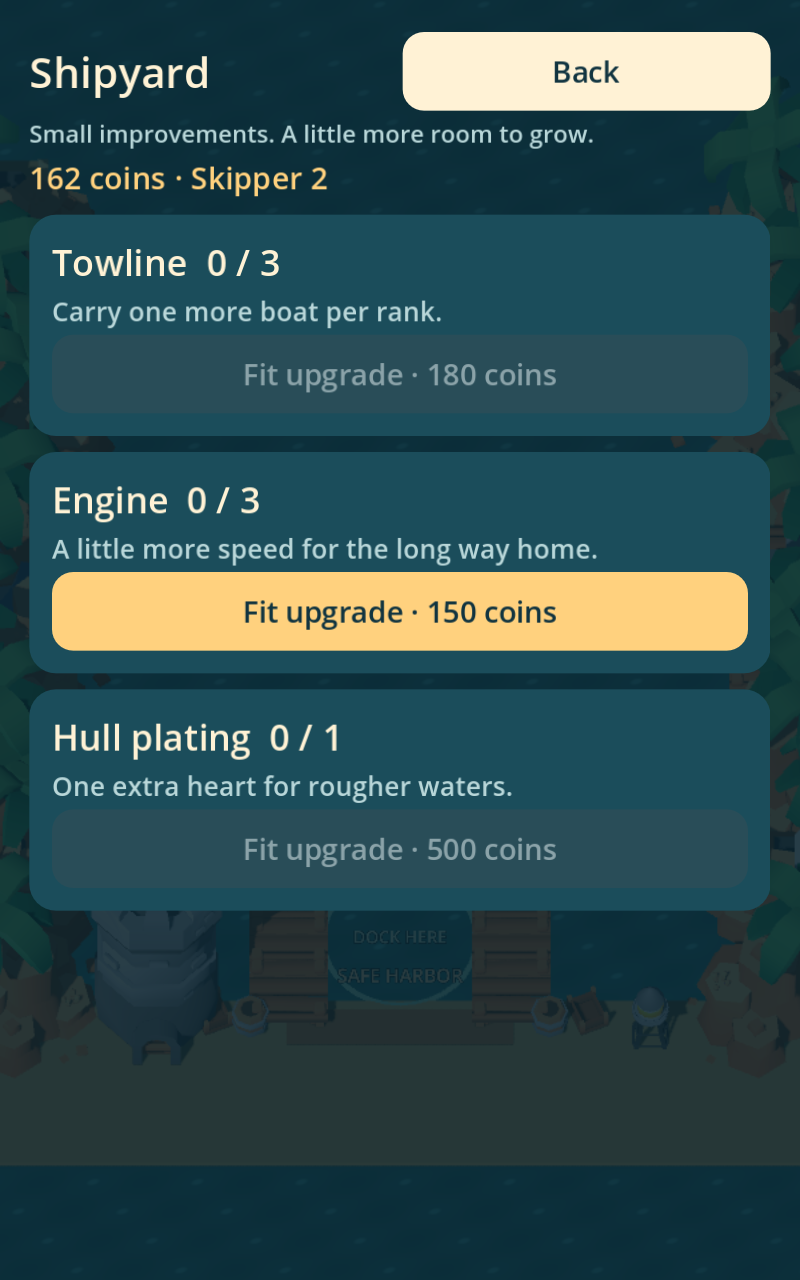 Shipyard
Back
Small improvements. A little more room to grow.
162 coins · Skipper 2
Towline 0 / 3
Carry one more boat per rank.
Fit upgrade · 180 coins
Engine 0 / 3
A little more speed for the long way home.
Fit upgrade · 150 coins
Hull plating 0 / 1
One extra heart for rougher waters.
Fit upgrade · 500 coins
DOCK HERE
SAFE HARBOR